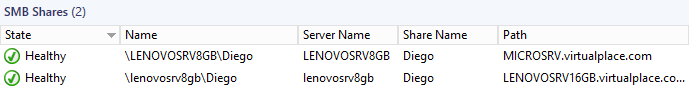 SMB Shares (2)
State Name Server Name Share Name Path
Healthy \LENOVOSRV8GB\Diego LENOVOSRV8GB Diego MICROSRV.virtualplace.com
Healthy \lenovosrv8gb\Diego lenovosrv8gb Diego LENOVOSRV16GB.virtualplace.co...